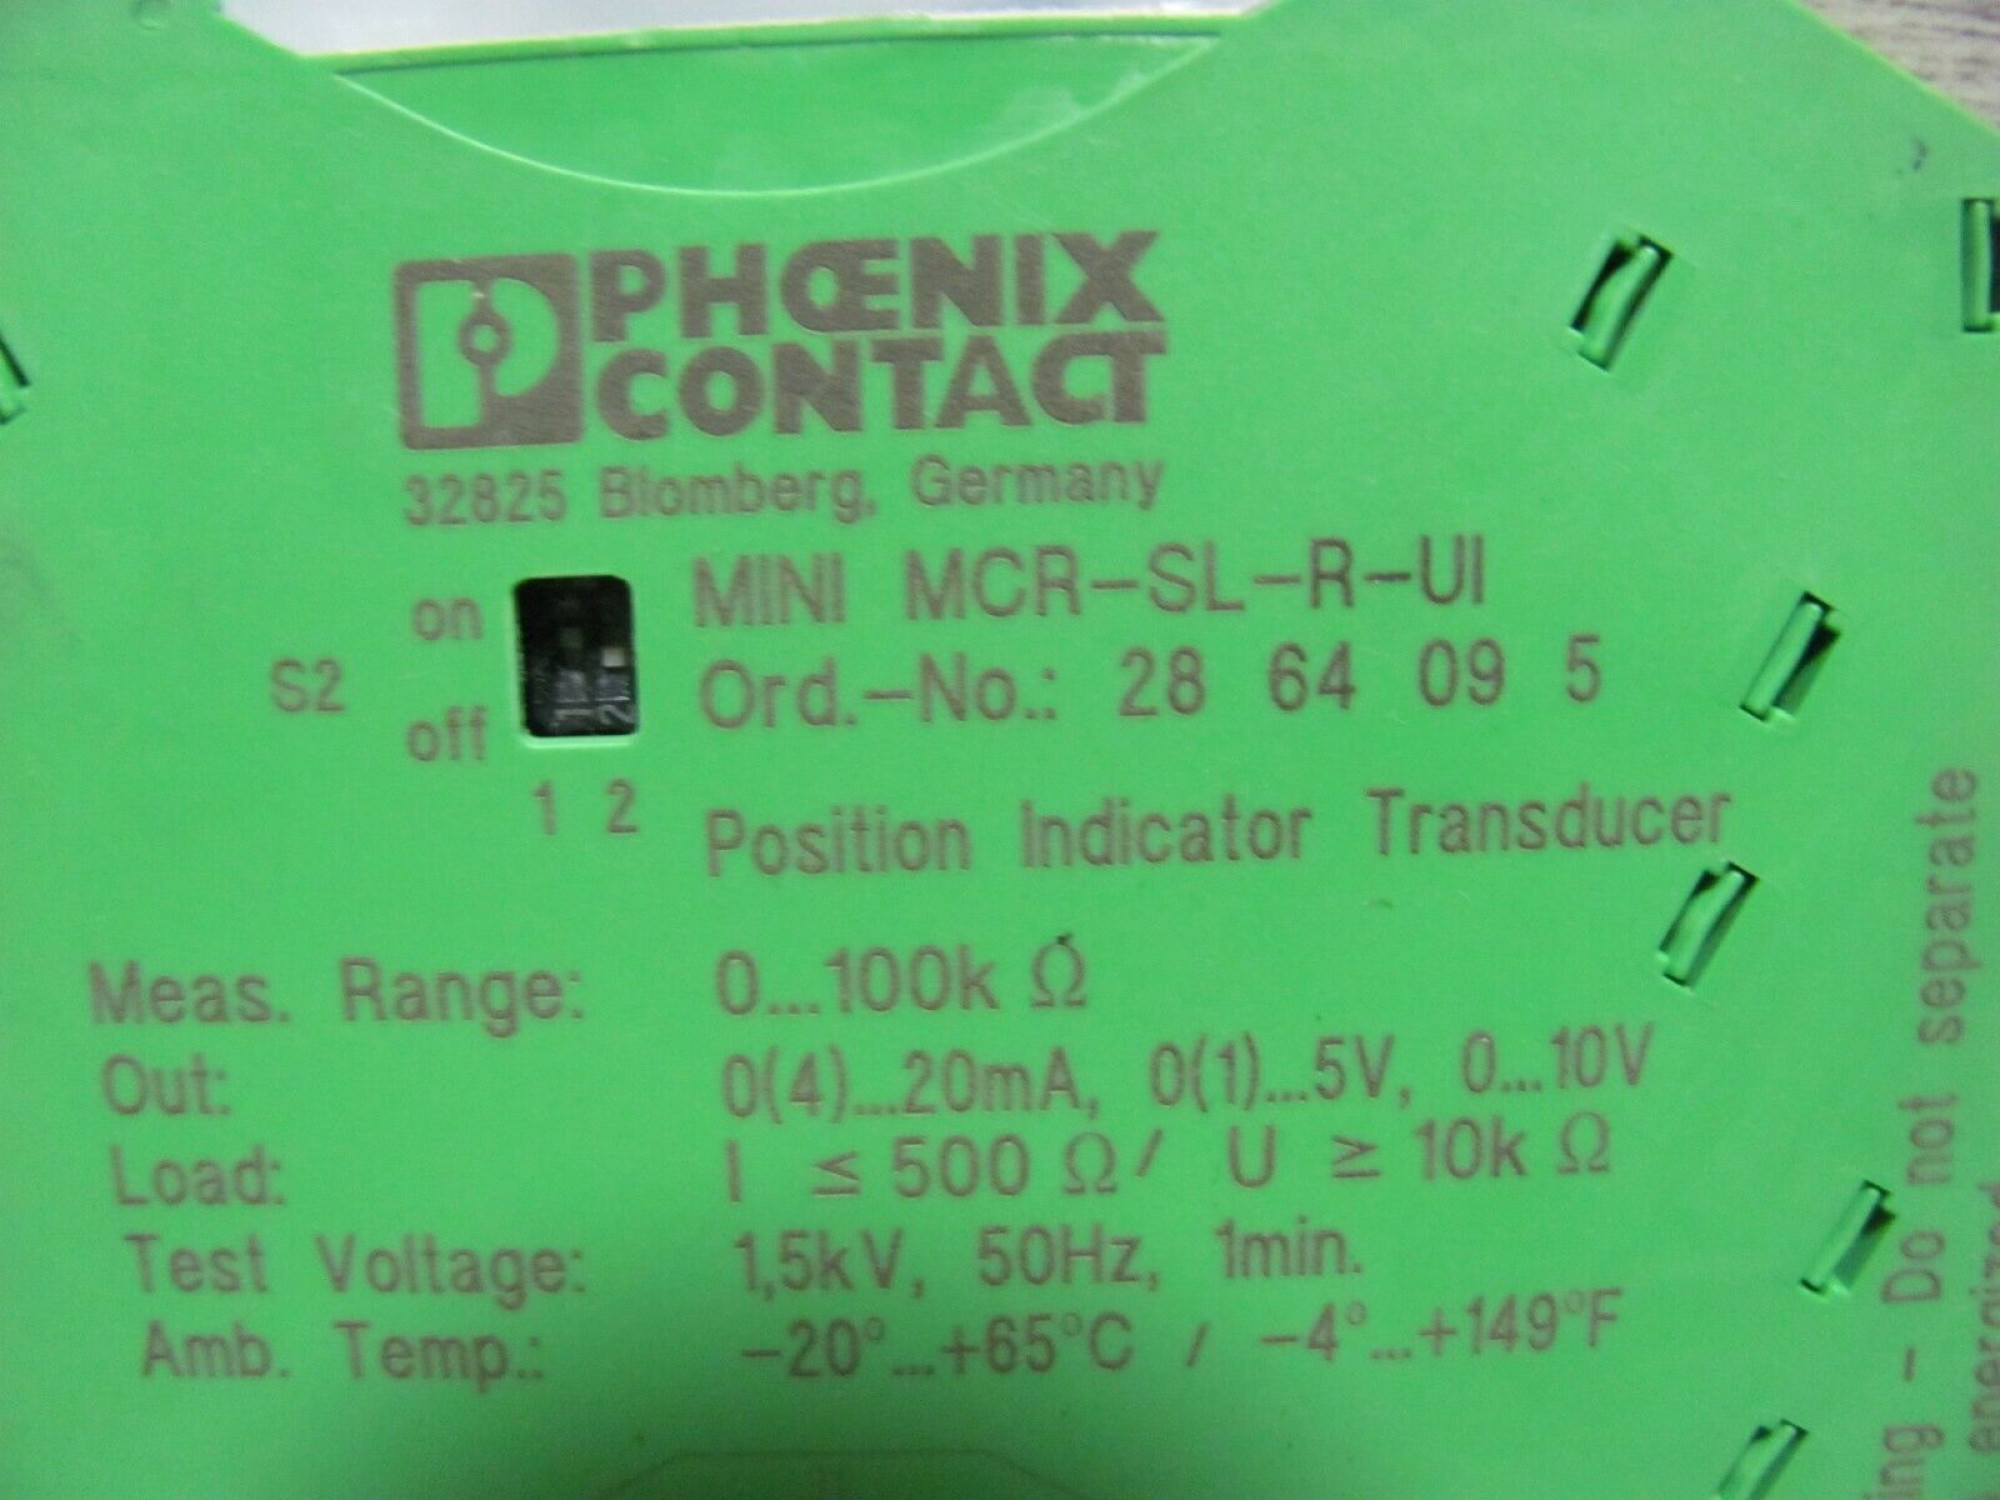 PHOENIX
CONTACT
32825 Blomberg, Germany
on
S2
off
1 2
MINI MCR-SL-R-UI
Ord.-No.: 28 64 09 5
Position Indicator Transducer
Meas. Range: 0...100k Ω
Out: 0(4)...20mA, 0(1)...5V, 0...10V
Load: I ≤ 500 Ω / U ≥ 10k Ω
Test Voltage: 1,5kV, 50Hz, 1min.
Amb. Temp.: -20°...+65°C / -4°...+149°F
- Do not separate
energized